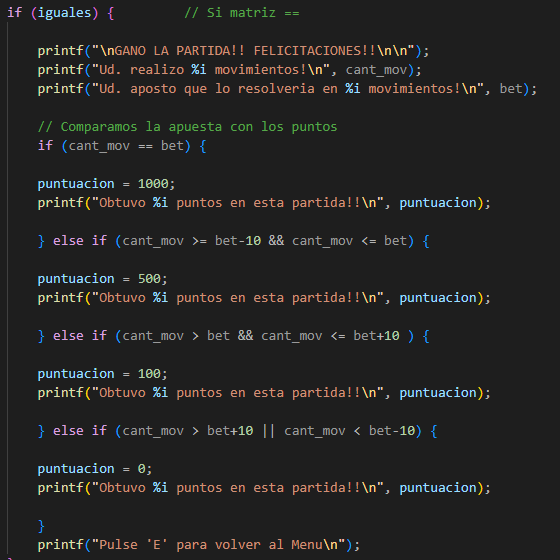 if (iguales) {         // Si matriz ==
printf("\nGANO LA PARTIDA!! FELICITACIONES!!\n\n");
printf("Ud. realizo %i movimientos!\n", cant_mov);
printf("Ud. aposto que lo resolveria en %i movimientos!\n", bet);
// Comparamos la apuesta con los puntos
if (cant_mov == bet) {
puntuacion = 1000;
printf("Obtuvo %i puntos en esta partida!!\n", puntuacion);
} else if (cant_mov >= bet-10 && cant_mov <= bet) {
puntuacion = 500;
printf("Obtuvo %i puntos en esta partida!!\n", puntuacion);
} else if (cant_mov > bet && cant_mov <= bet+10 ) {
puntuacion = 100;
printf("Obtuvo %i puntos en esta partida!!\n", puntuacion);
} else if (cant_mov > bet+10 || cant_mov < bet-10) {
puntuacion = 0;
printf("Obtuvo %i puntos en esta partida!!\n", puntuacion);
}
printf("Pulse 'E' para volver al Menu\n");